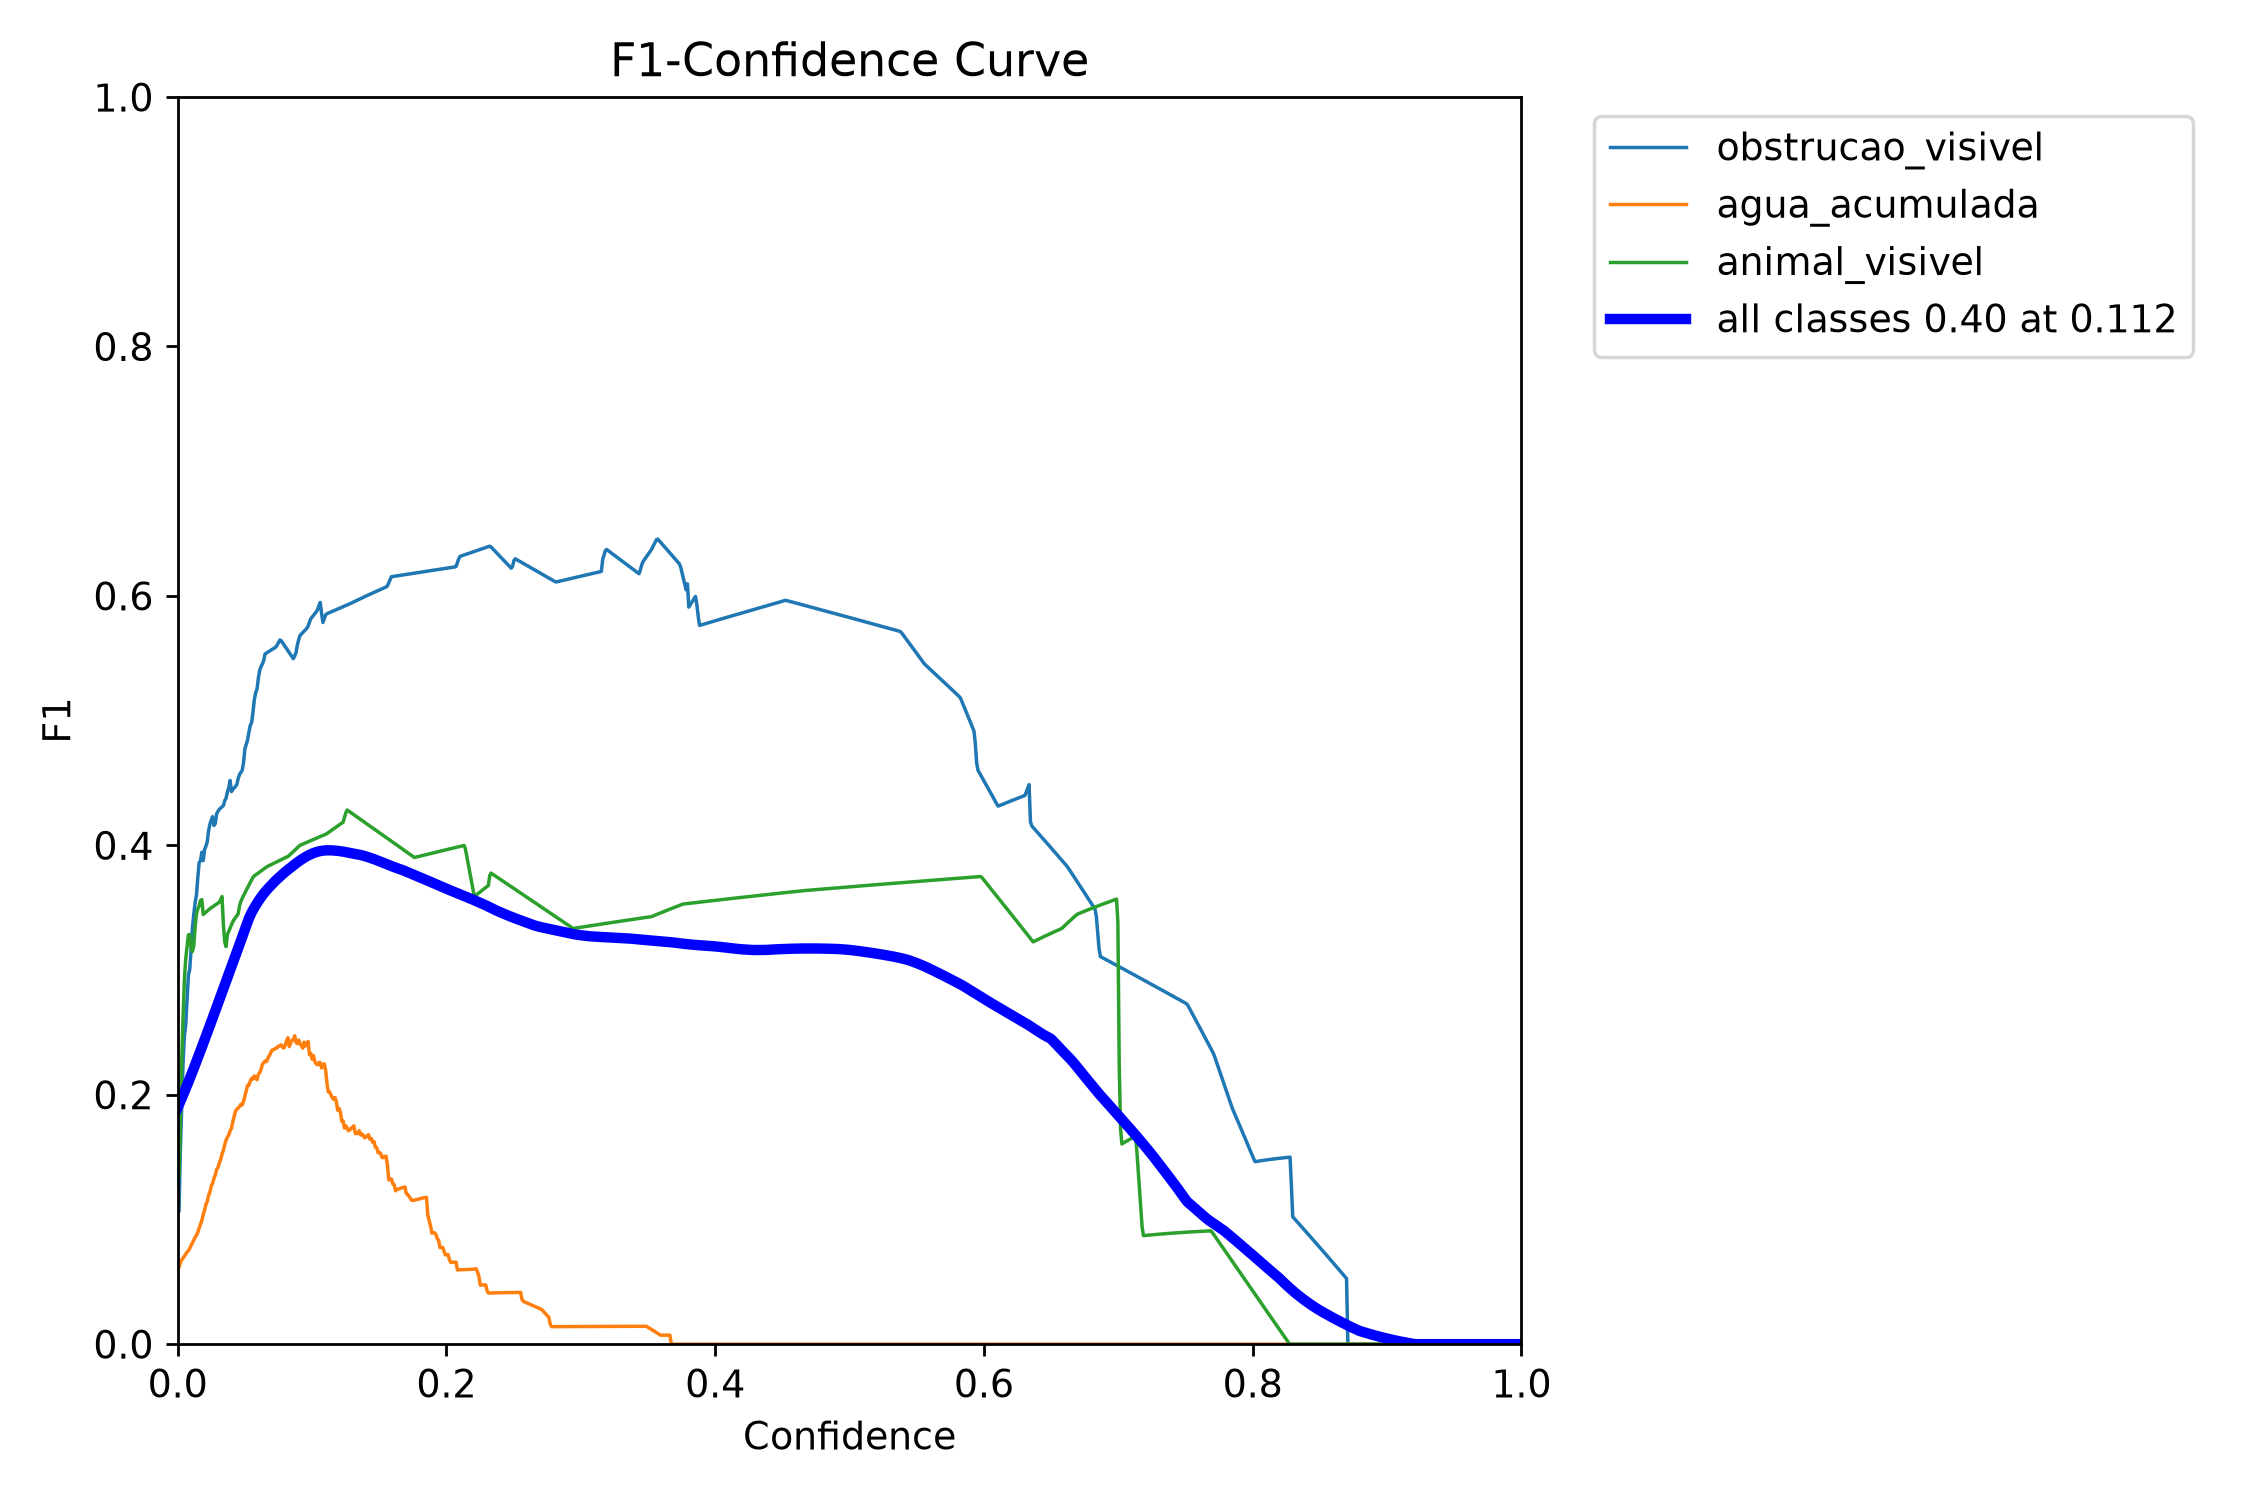 F1-Confidence Curve
1.0
0.8
0.6
0.4
0.2
0.0
F1
0.0 0.2 0.4 0.6 0.8 1.0
Confidence
obstrucao_visivel
agua_acumulada
animal_visivel
all classes 0.40 at 0.112